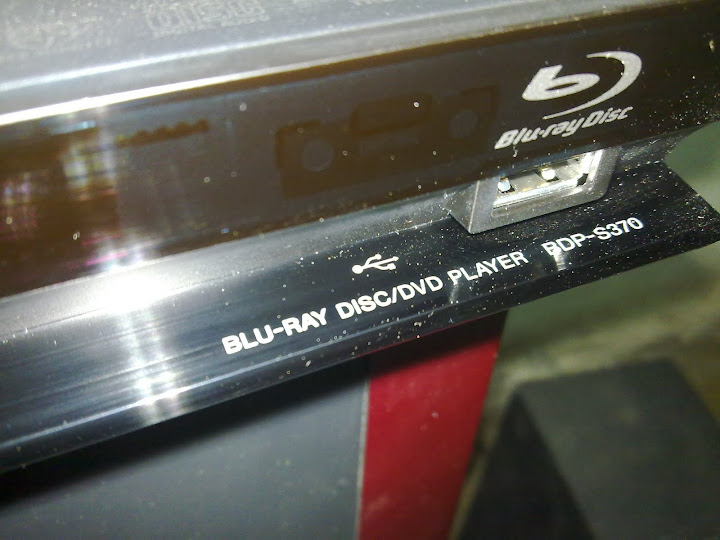 Blu-ray Disc
BLU-RAY DISC/DVD PLAYER BDP-S370